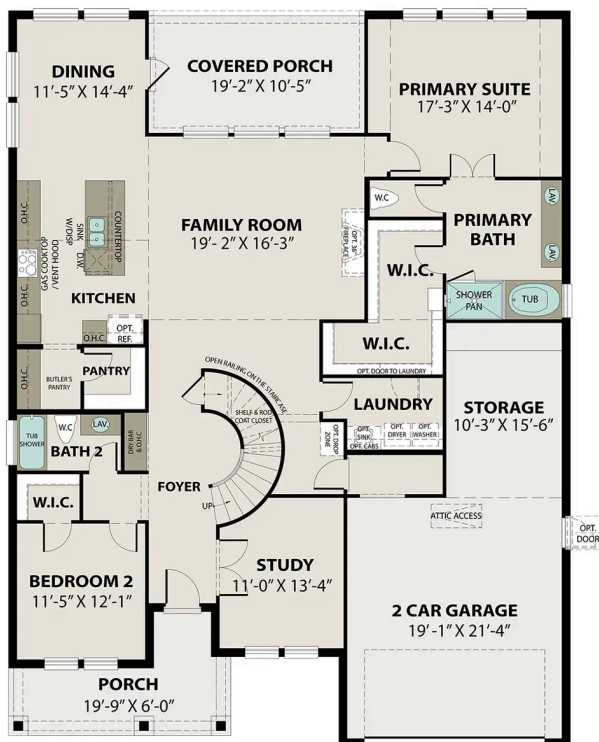 DINING
11'-5" X 14'-4"
COVERED PORCH
19'-2" X 10'-5"
PRIMARY SUITE
17'-3" X 14'-0"
O.H.C.
GAS COOKTOP
/VENT HOOD
O.H.C.
SINK
W/DISP
D.W.
COUNTERTOP
KITCHEN
O.H.C.
OPT.
REF.
FAMILY ROOM
19'- 2" X 16'-3"
OPT. 36"
FIREPLACE
W.C
LAV
LAV
PRIMARY
BATH
W.I.C.
SHOWER
PAN
TUB
W.I.C.
OPT. DOOR TO LAUNDRY
O.H.C.
BUTLER'S
PANTRY
PANTRY
OPEN RAILING ON THE STAIRCASE
SHELF & ROD
COAT CLOSET
LAUNDRY
OPT.
SINK
OPT. CABS
OPT.
DRYER
OPT.
WASHER
OPT. DROP
ZONE
STORAGE
10'-3" X 15'-6"
TUB
SHOWER
W.C
LAV.
BATH 2
DRY BAR
& O.H.C
W.I.C.
FOYER
UP
ATTIC ACCESS
OPT.
DOOR
BEDROOM 2
11'-5" X 12'-1"
STUDY
11'-0" X 13'-4"
2 CAR GARAGE
19'-1" X 21'-4"
PORCH
19'-9" X 6'-0"